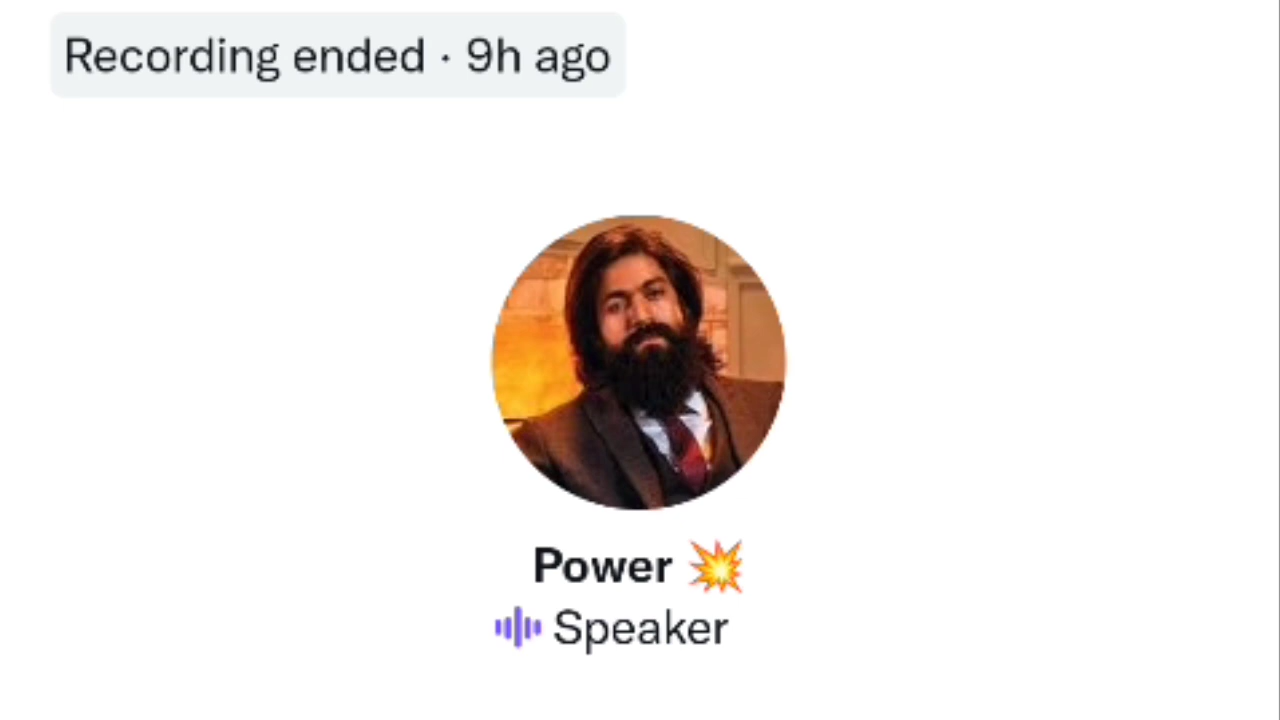 Recording ended · 9h ago
Power 💥
Speaker